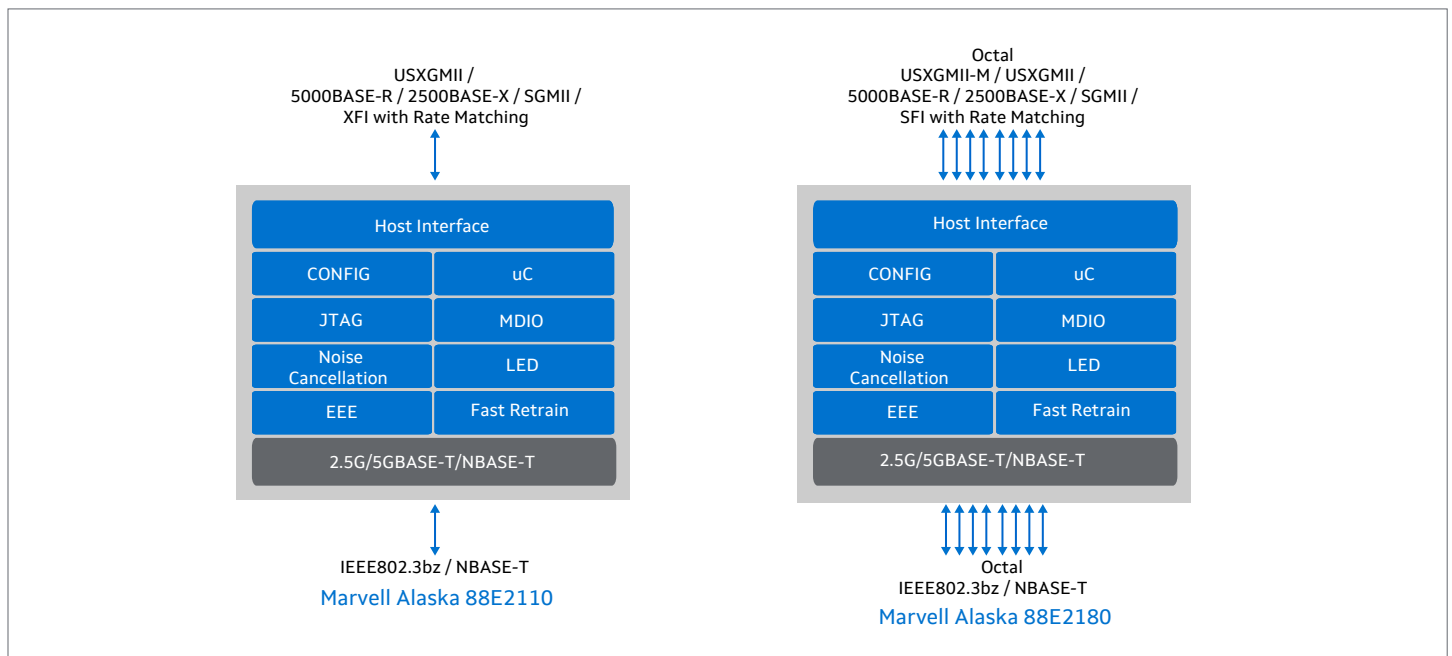 USXGMII /
5000BASE-R / 2500BASE-X / SGMII /
XFI with Rate Matching
Host Interface
CONFIG
uC
JTAG
MDIO
Noise
Cancellation
LED
EEE
Fast Retrain
2.5G/5GBASE-T/NBASE-T
IEEE802.3bz / NBASE-T
Marvell Alaska 88E2110
Octal
USXGMII-M / USXGMII /
5000BASE-R / 2500BASE-X / SGMII /
SFI with Rate Matching
Host Interface
CONFIG
uC
JTAG
MDIO
Noise
Cancellation
LED
EEE
Fast Retrain
2.5G/5GBASE-T/NBASE-T
Octal
IEEE802.3bz / NBASE-T
Marvell Alaska 88E2180